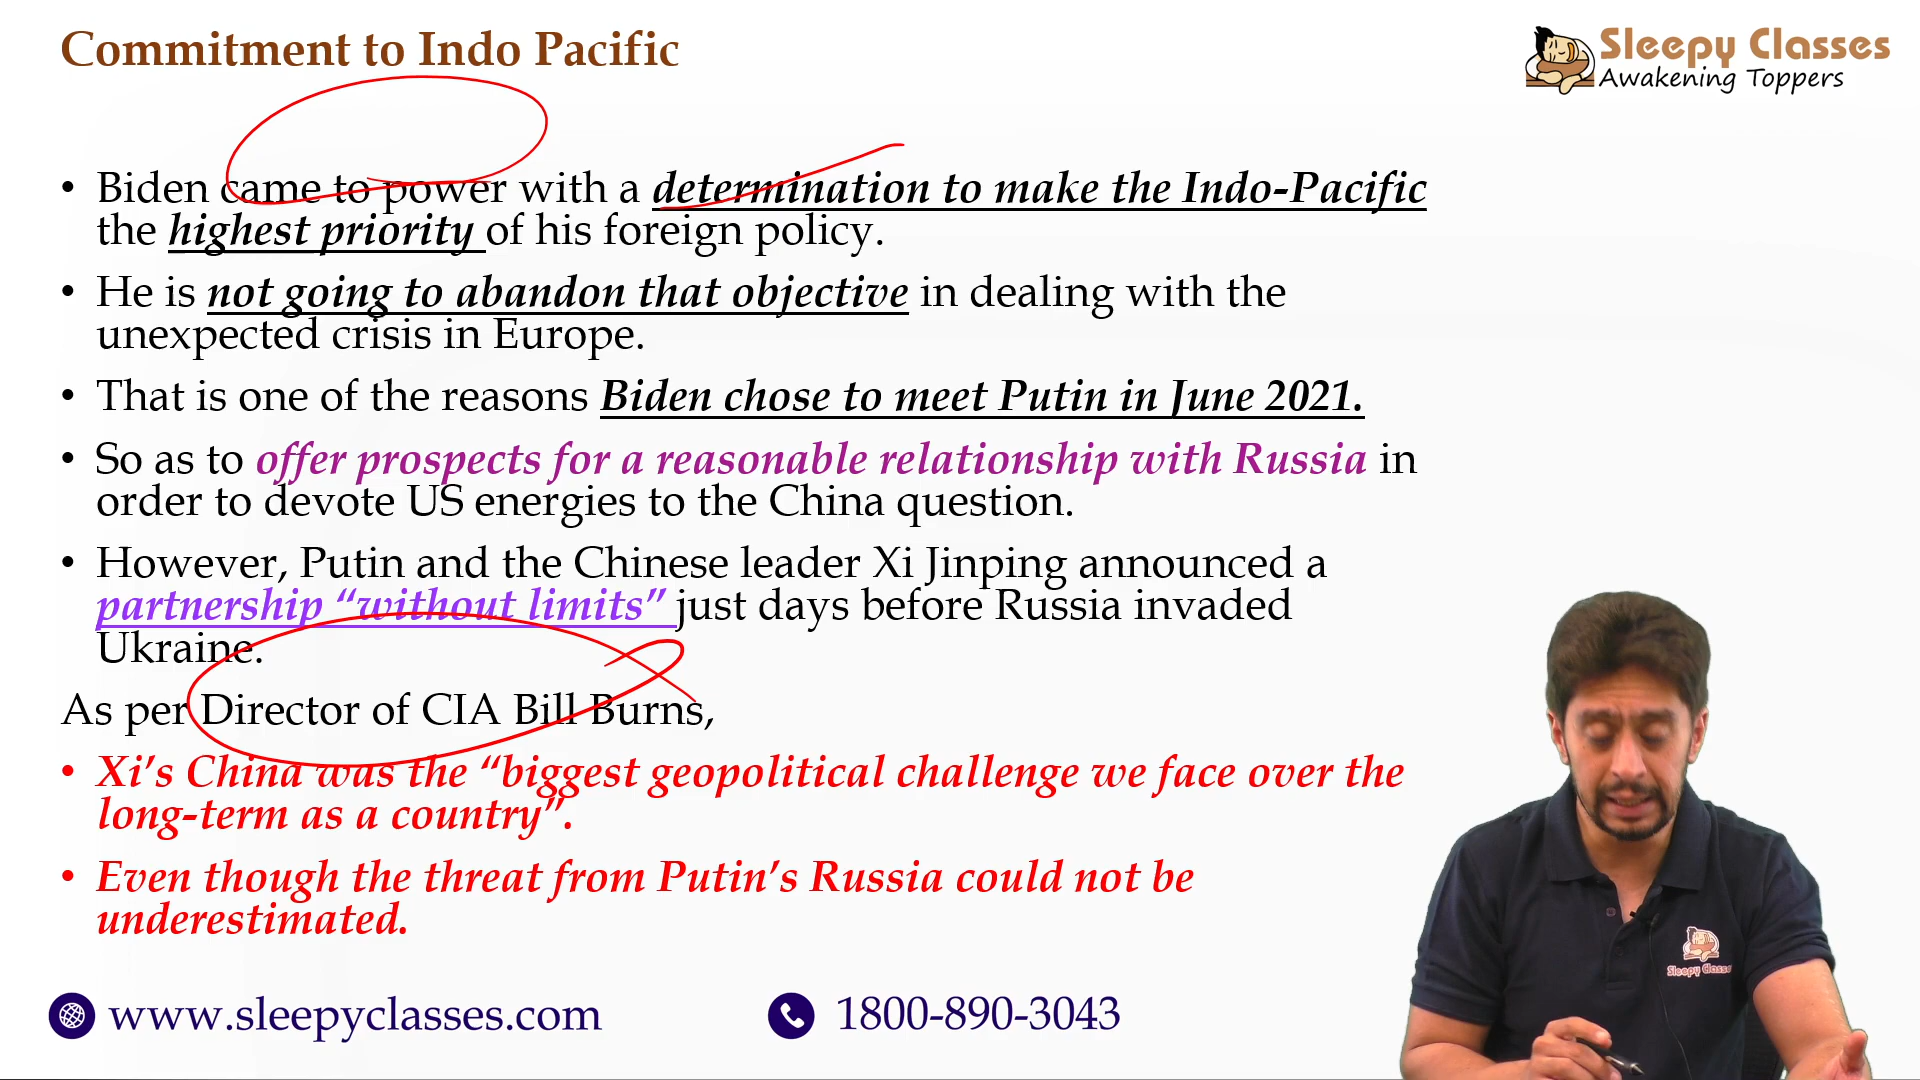 Commitment to Indo Pacific
Sleepy Classes
Awakening Toppers
• Biden came to power with a determination to make the Indo-Pacific
the highest priority of his foreign policy.
• He is not going to abandon that objective in dealing with the
unexpected crisis in Europe.
• That is one of the reasons Biden chose to meet Putin in June 2021.
• So as to offer prospects for a reasonable relationship with Russia in
order to devote US energies to the China question.
• However, Putin and the Chinese leader Xi Jinping announced a
partnership “without limits” just days before Russia invaded
Ukraine.
As per Director of CIA Bill Burns,
• Xi’s China was the “biggest geopolitical challenge we face over the
long-term as a country”.
• Even though the threat from Putin’s Russia could not be
underestimated.
Sleepy Classes
www.sleepyclasses.com
1800-890-3043